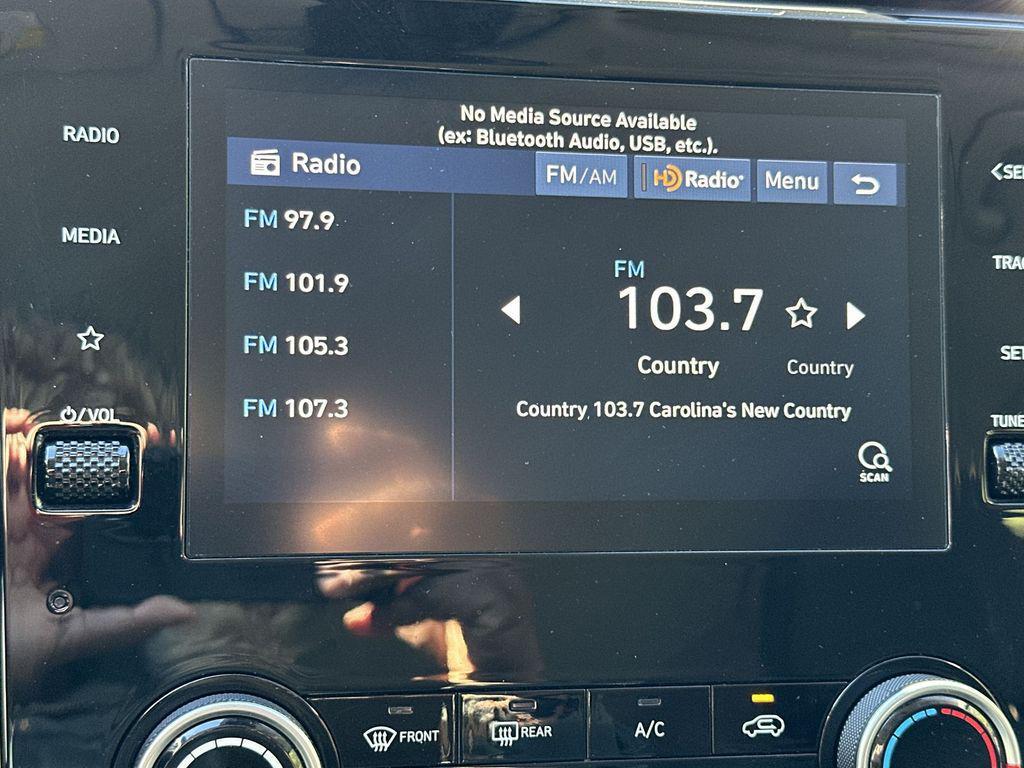 No Media Source Available
(ex: Bluetooth Audio, USB, etc.).
RADIO
MEDIA
⏻/VOL
Radio
FM/AM
HD Radio
Menu
FM 97.9
FM 101.9
FM 105.3
FM 107.3
FM
103.7
Country
Country
Country 103.7 Carolina's New Country
SCAN
TUNE
FRONT
REAR
A/C